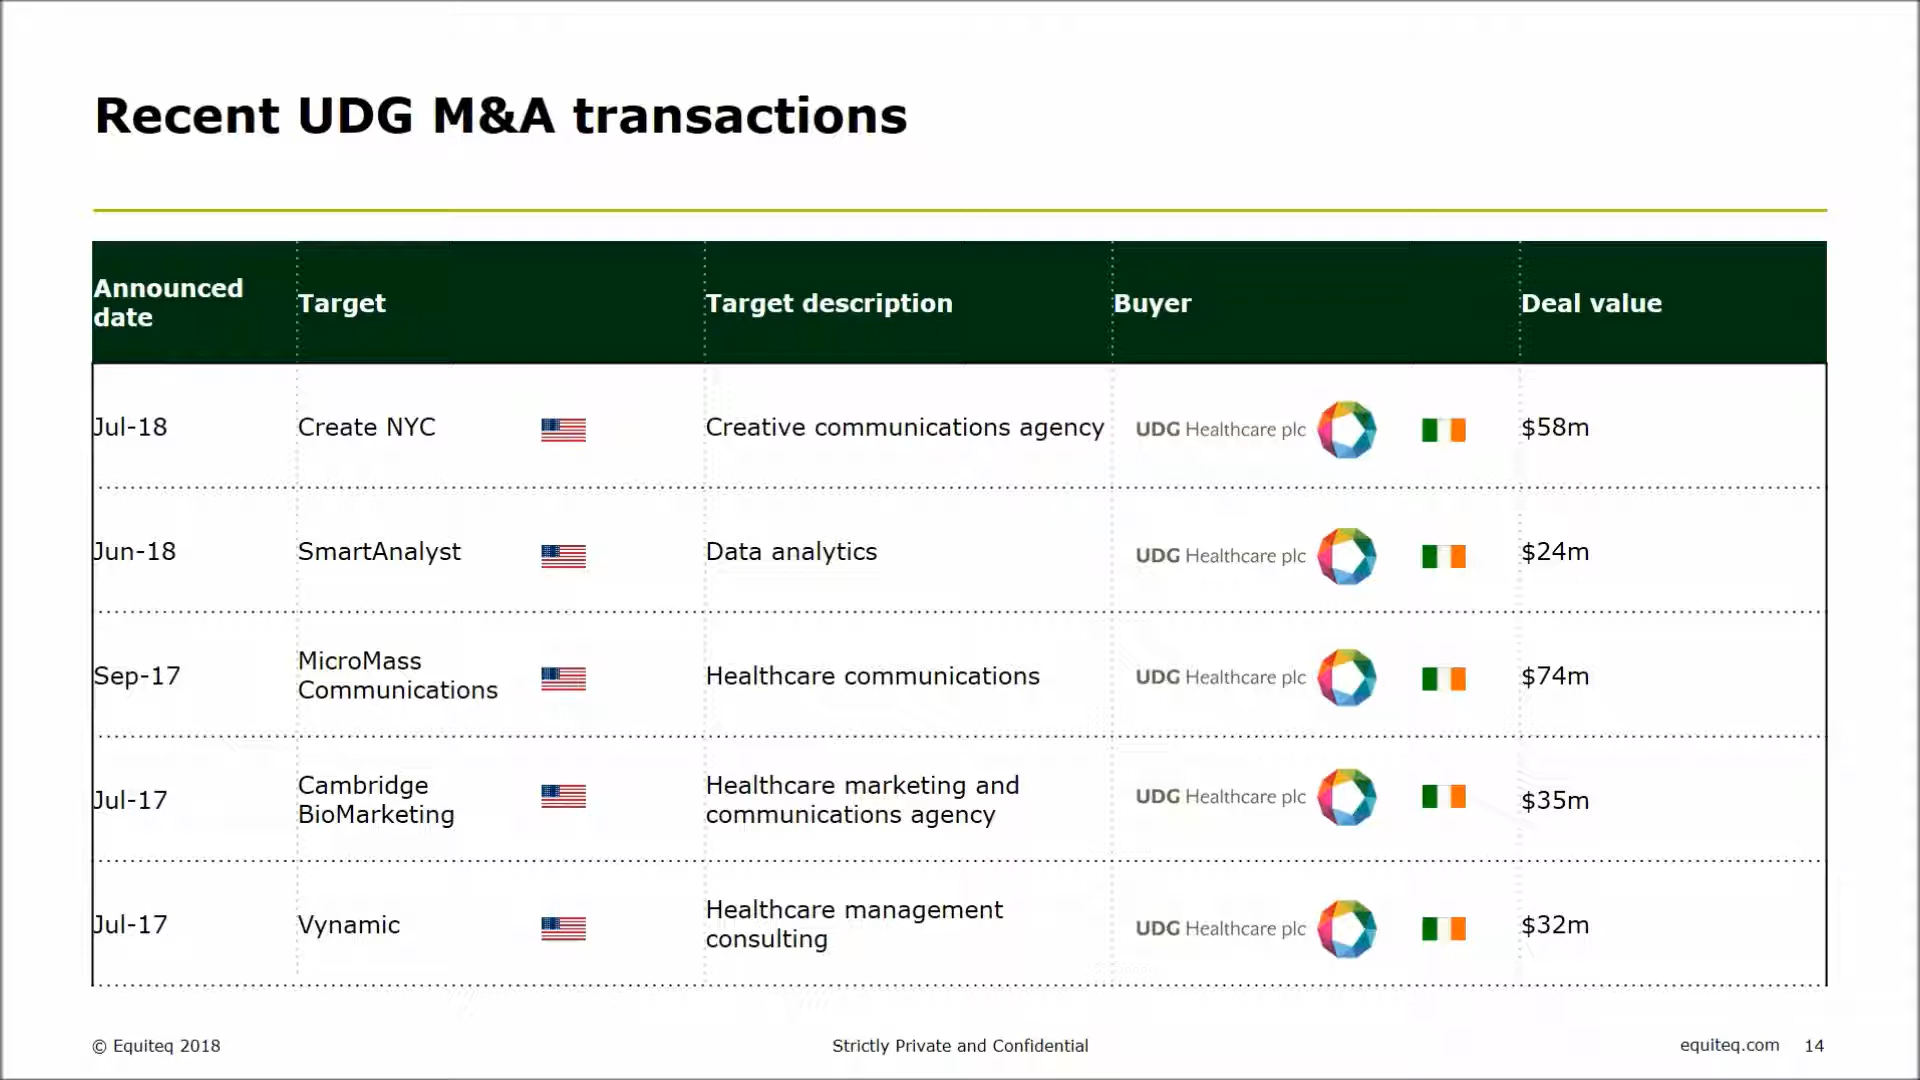 Recent UDG M&A transactions
Announced
date
Target
Target description
Buyer
Deal value
Jul-18
Create NYC
Creative communications agency
UDG Healthcare plc
$58m
Jun-18
SmartAnalyst
Data analytics
UDG Healthcare plc
$24m
Sep-17
MicroMass
Communications
Healthcare communications
UDG Healthcare plc
$74m
Jul-17
Cambridge
BioMarketing
Healthcare marketing and
communications agency
UDG Healthcare plc
$35m
Jul-17
Vynamic
Healthcare management
consulting
UDG Healthcare plc
$32m
© Equiteq 2018
Strictly Private and Confidential
equiteq.com
14